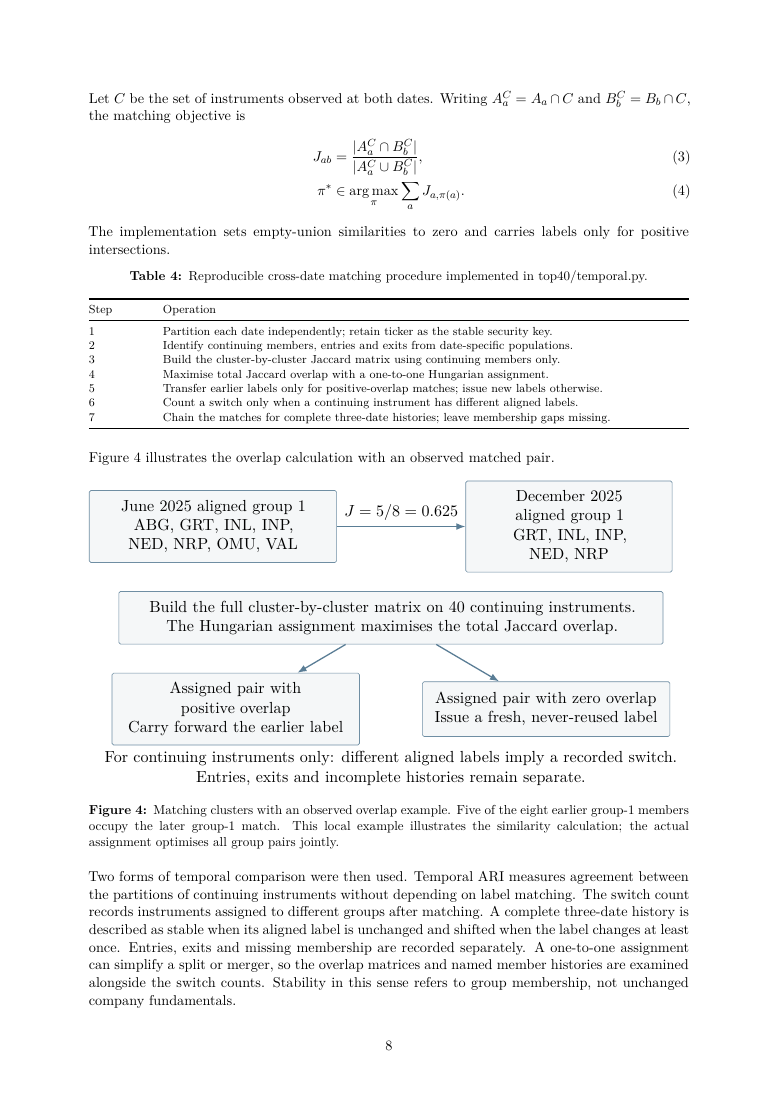 Let C be the set of instruments observed at both dates. Writing A_a^C = A_a ∩ C and B_b^C = B_b ∩ C,
the matching objective is
J_{ab} = |A_a^C ∩ B_b^C| / |A_a^C ∪ B_b^C|, (3)
π* ∈ arg max_π ∑_a J_{a,π(a)}. (4)
The implementation sets empty-union similarities to zero and carries labels only for positive
intersections.
Table 4: Reproducible cross-date matching procedure implemented in top40/temporal.py.
Step Operation
1 Partition each date independently; retain ticker as the stable security key.
2 Identify continuing members, entries and exits from date-specific populations.
3 Build the cluster-by-cluster Jaccard matrix using continuing members only.
4 Maximise total Jaccard overlap with a one-to-one Hungarian assignment.
5 Transfer earlier labels only for positive-overlap matches; issue new labels otherwise.
6 Count a switch only when a continuing instrument has different aligned labels.
7 Chain the matches for complete three-date histories; leave membership gaps missing.
Figure 4 illustrates the overlap calculation with an observed matched pair.
June 2025 aligned group 1
ABG, GRT, INL, INP,
NED, NRP, OMU, VAL
J = 5/8 = 0.625
December 2025
aligned group 1
GRT, INL, INP,
NED, NRP
Build the full cluster-by-cluster matrix on 40 continuing instruments.
The Hungarian assignment maximises the total Jaccard overlap.
Assigned pair with
positive overlap
Carry forward the earlier label
Assigned pair with zero overlap
Issue a fresh, never-reused label
For continuing instruments only: different aligned labels imply a recorded switch.
Entries, exits and incomplete histories remain separate.
Figure 4: Matching clusters with an observed overlap example. Five of the eight earlier group-1 members
occupy the later group-1 match. This local example illustrates the similarity calculation; the actual
assignment optimises all group pairs jointly.
Two forms of temporal comparison were then used. Temporal ARI measures agreement between
the partitions of continuing instruments without depending on label matching. The switch count
records instruments assigned to different groups after matching. A complete three-date history is
described as stable when its aligned label is unchanged and shifted when the label changes at least
once. Entries, exits and missing membership are recorded separately. A one-to-one assignment
can simplify a split or merger, so the overlap matrices and named member histories are examined
alongside the switch counts. Stability in this sense refers to group membership, not unchanged
company fundamentals.
8